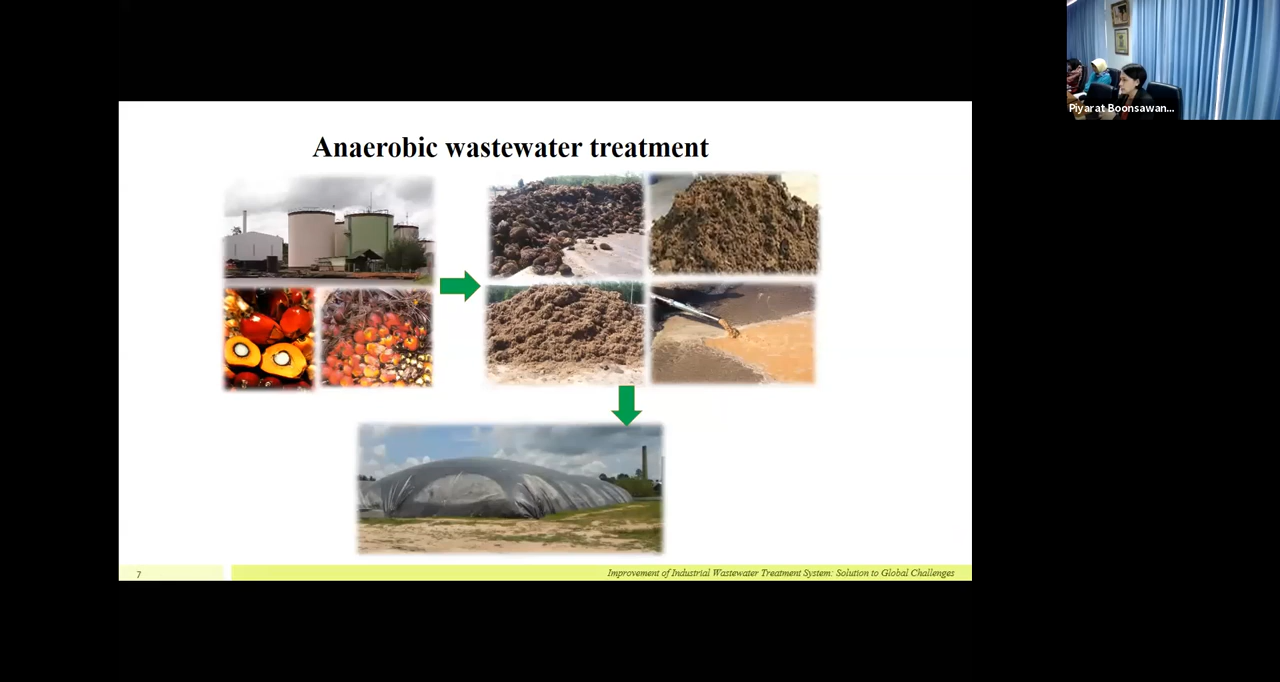 Piyarat Boonsawan...
Anaerobic wastewater treatment
7
Improvement of Industrial Wastewater Treatment System: Solution to Global Challenges